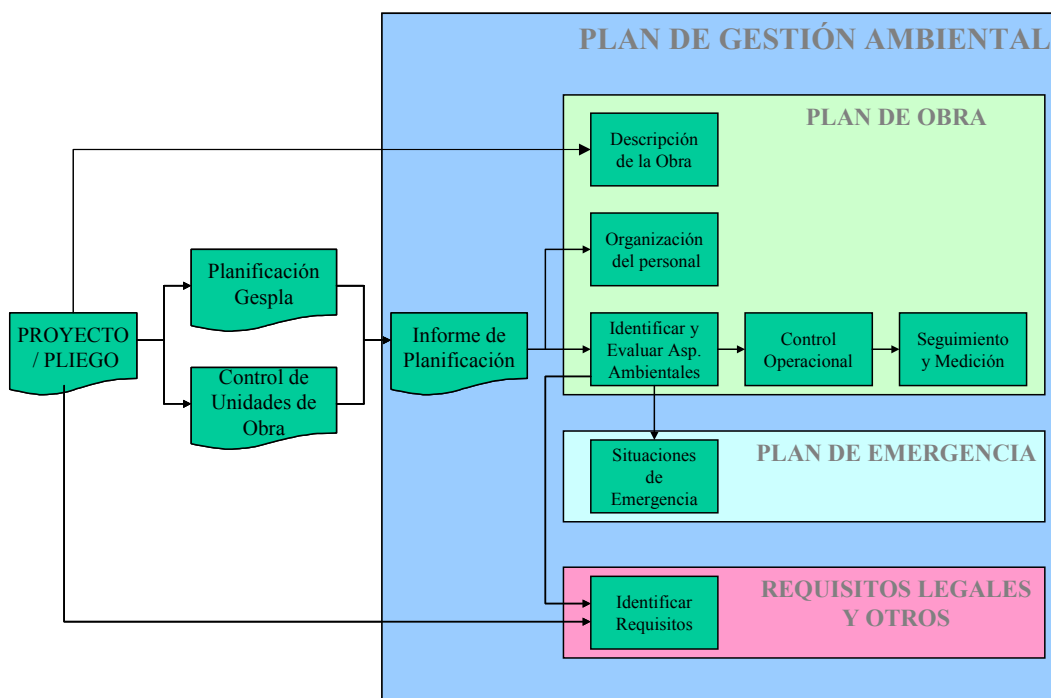 PLAN DE GESTIÓN AMBIENTAL
PLAN DE OBRA
Descripción
de la Obra
Organización
del personal
Planificación
Gespla
PROYECTO
/ PLIEGO
Control de
Unidades de
Obra
Informe de
Planificación
Identificar y
Evaluar Asp.
Ambientales
Control
Operacional
Seguimiento
y Medición
PLAN DE EMERGENCIA
Situaciones
de
Emergencia
REQUISITOS LEGALES
Y OTROS
Identificar
Requisitos